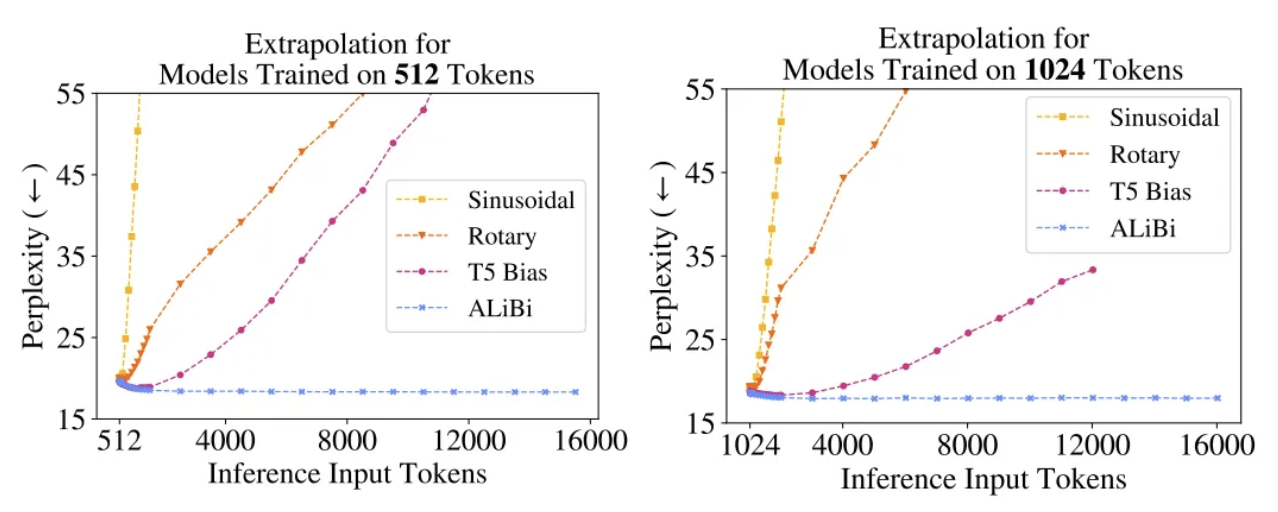 Extrapolation for
Models Trained on 512 Tokens
55
45
35
25
15
Perplexity (←)
Sinusoidal
Rotary
T5 Bias
ALiBi
512 4000 8000 12000 16000
Inference Input Tokens
Extrapolation for
Models Trained on 1024 Tokens
55
45
35
25
15
Perplexity (←)
Sinusoidal
Rotary
T5 Bias
ALiBi
1024 4000 8000 12000 16000
Inference Input Tokens